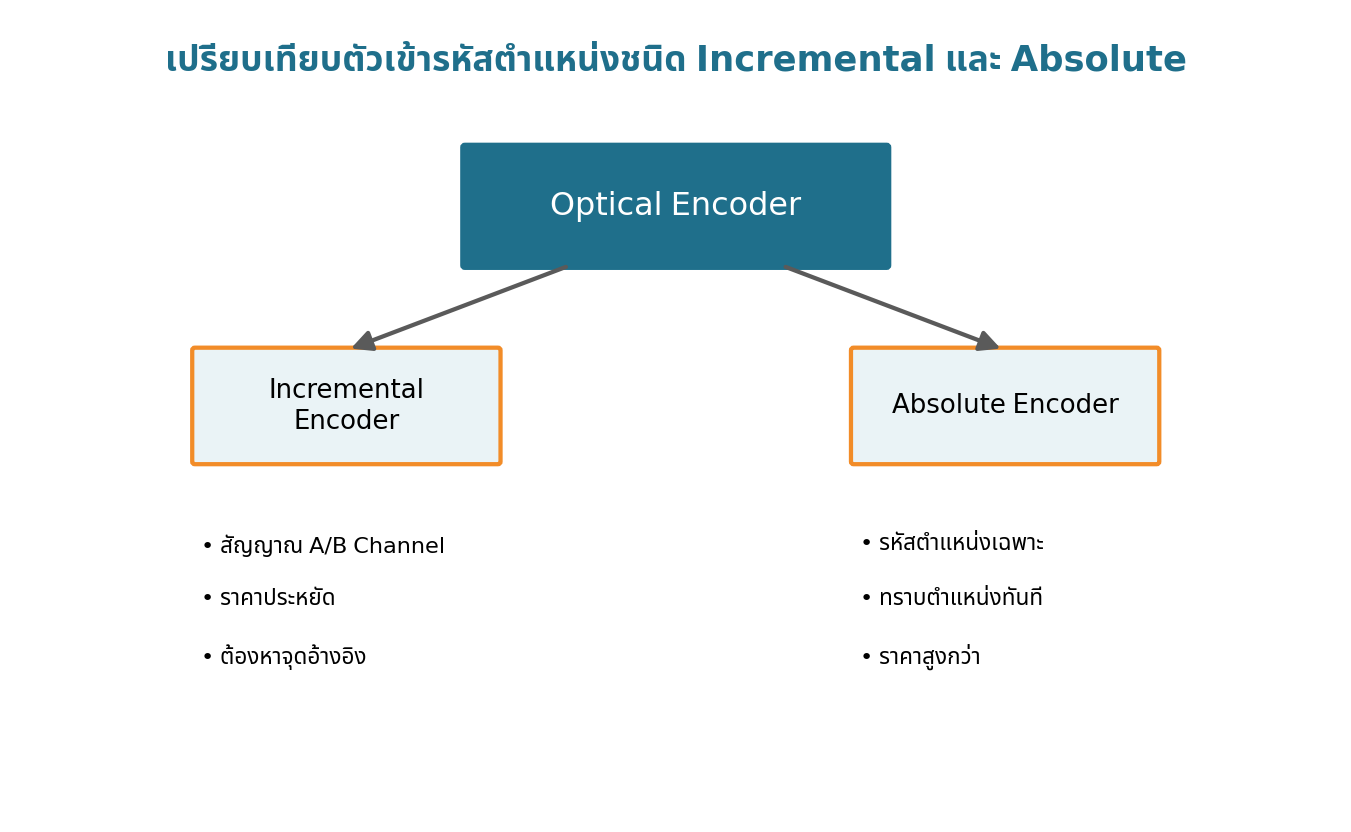 เปรียบเทียบตัวเข้ารหัสตำแหน่งชนิด Incremental และ Absolute
Optical Encoder
Incremental
Encoder
• สัญญาณ A/B Channel
• ราคาประหยัด
• ต้องหาจุดอ้างอิง
Absolute Encoder
• รหัสตำแหน่งเฉพาะ
• ทราบตำแหน่งทันที
• ราคาสูงกว่า